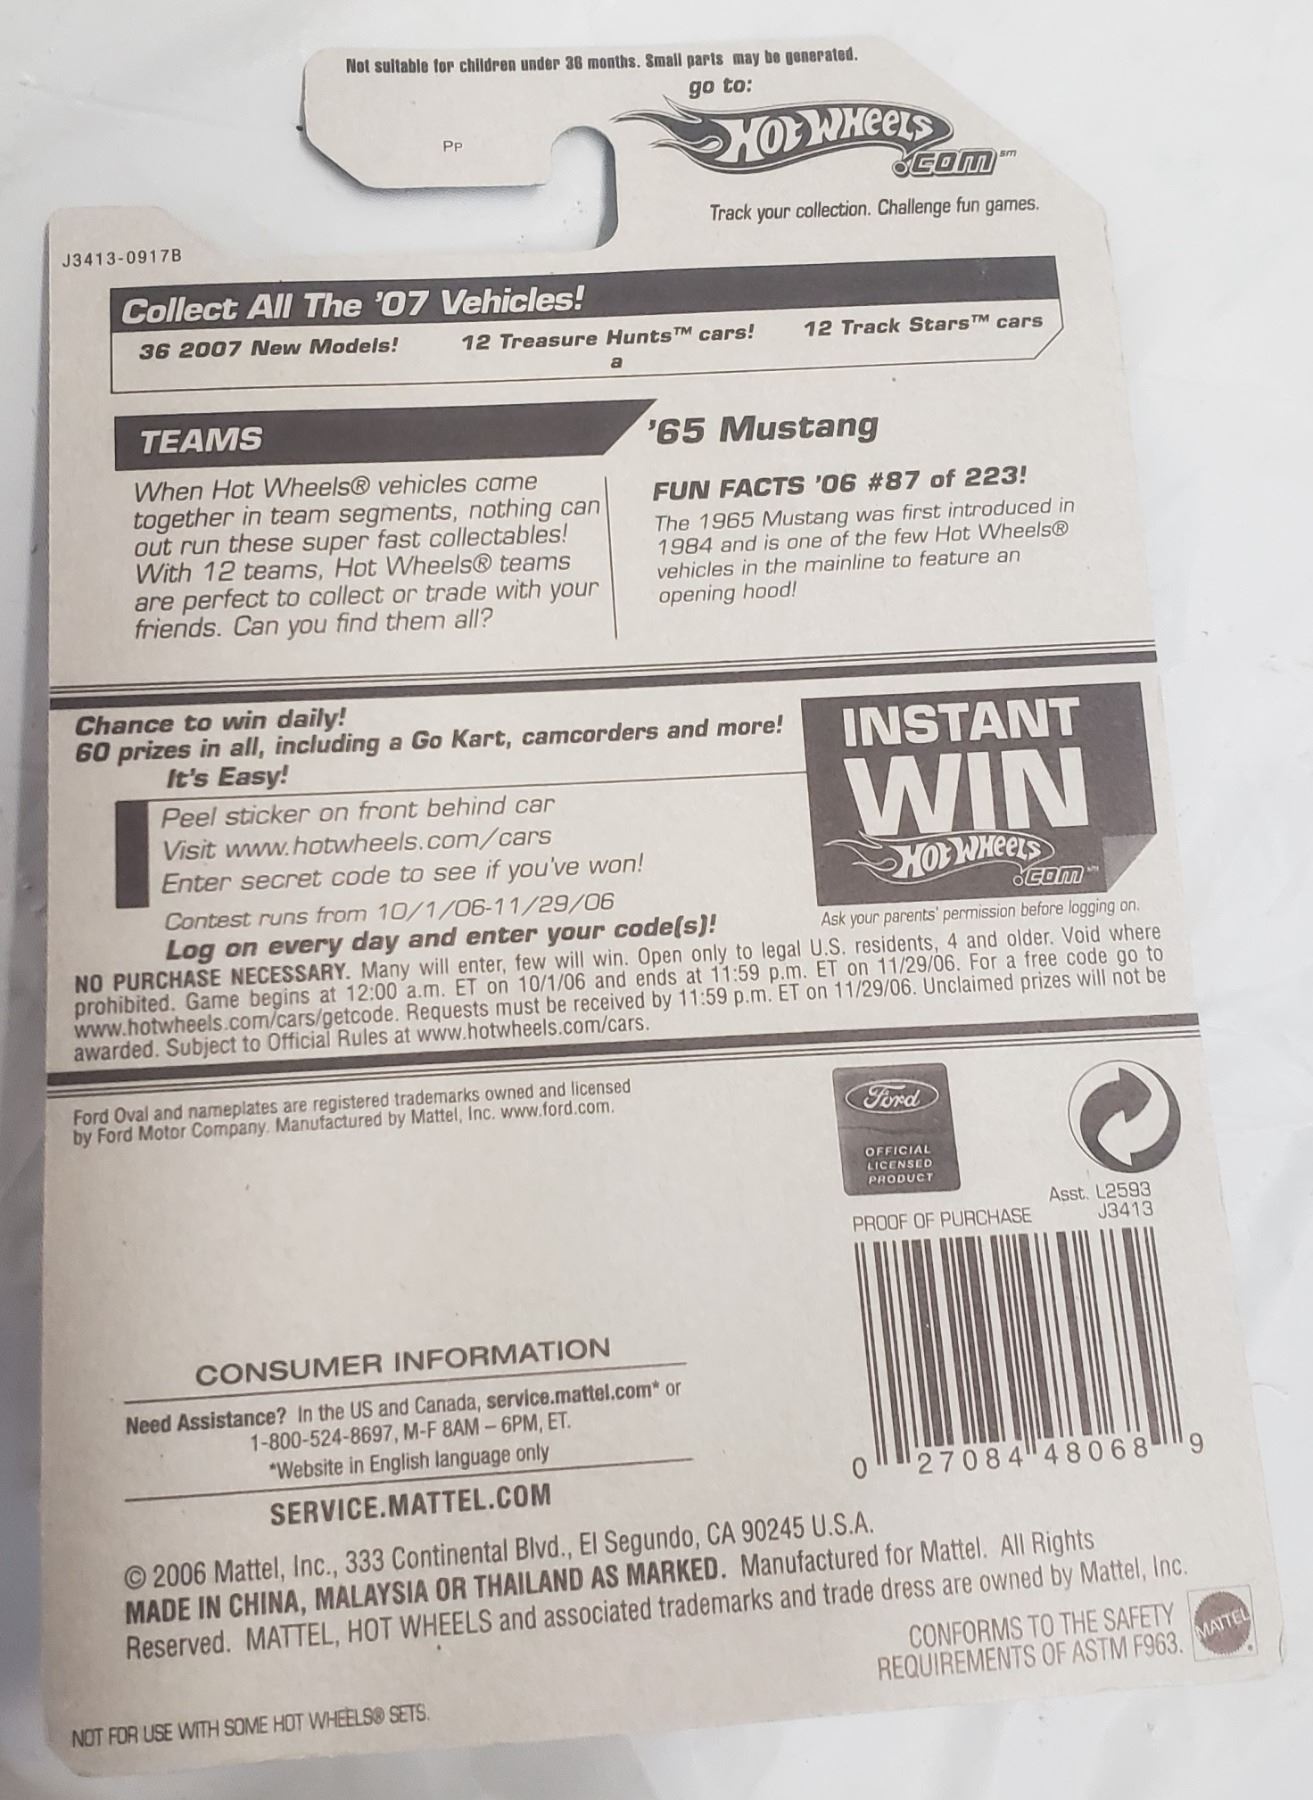 Not suitable for children under 36 months. Small parts may be generated.
go to:
HOT WHEELS
.COM℠
Pp
Track your collection. Challenge fun games.
J3413-0917B
Collect All The '07 Vehicles!
36 2007 New Models! 12 Treasure Hunts™ cars! 12 Track Stars™ cars
a
TEAMS
When Hot Wheels® vehicles come
together in team segments, nothing can
out run these super fast collectables!
With 12 teams, Hot Wheels® teams
are perfect to collect or trade with your
friends. Can you find them all?
'65 Mustang
FUN FACTS '06 #87 of 223!
The 1965 Mustang was first introduced in
1984 and is one of the few Hot Wheels®
vehicles in the mainline to feature an
opening hood!
Chance to win daily!
60 prizes in all, including a Go Kart, camcorders and more!
It's Easy!
Peel sticker on front behind car
Visit www.hotwheels.com/cars
Enter secret code to see if you've won!
Contest runs from 10/1/06-11/29/06
Log on every day and enter your code(s)!
INSTANT
WIN
HOT WHEELS
.COM℠
Ask your parents' permission before logging on.
NO PURCHASE NECESSARY. Many will enter, few will win. Open only to legal U.S. residents, 4 and older. Void where
prohibited. Game begins at 12:00 a.m. ET on 10/1/06 and ends at 11:59 p.m. ET on 11/29/06. For a free code go to
www.hotwheels.com/cars/getcode. Requests must be received by 11:59 p.m. ET on 11/29/06. Unclaimed prizes will not be
awarded. Subject to Official Rules at www.hotwheels.com/cars.
Ford Oval and nameplates are registered trademarks owned and licensed
by Ford Motor Company. Manufactured by Mattel, Inc. www.ford.com.
Ford
OFFICIAL
LICENSED
PRODUCT
Asst. L2593
J3413
PROOF OF PURCHASE
0 27084 48068 9
CONSUMER INFORMATION
Need Assistance? In the US and Canada, service.mattel.com* or
1-800-524-8697, M-F 8AM – 6PM, ET.
*Website in English language only
SERVICE.MATTEL.COM
© 2006 Mattel, Inc., 333 Continental Blvd., El Segundo, CA 90245 U.S.A.
MADE IN CHINA, MALAYSIA OR THAILAND AS MARKED. Manufactured for Mattel. All Rights
Reserved. MATTEL, HOT WHEELS and associated trademarks and trade dress are owned by Mattel, Inc.
CONFORMS TO THE SAFETY
REQUIREMENTS OF ASTM F963.
MATTEL
NOT FOR USE WITH SOME HOT WHEELS® SETS.